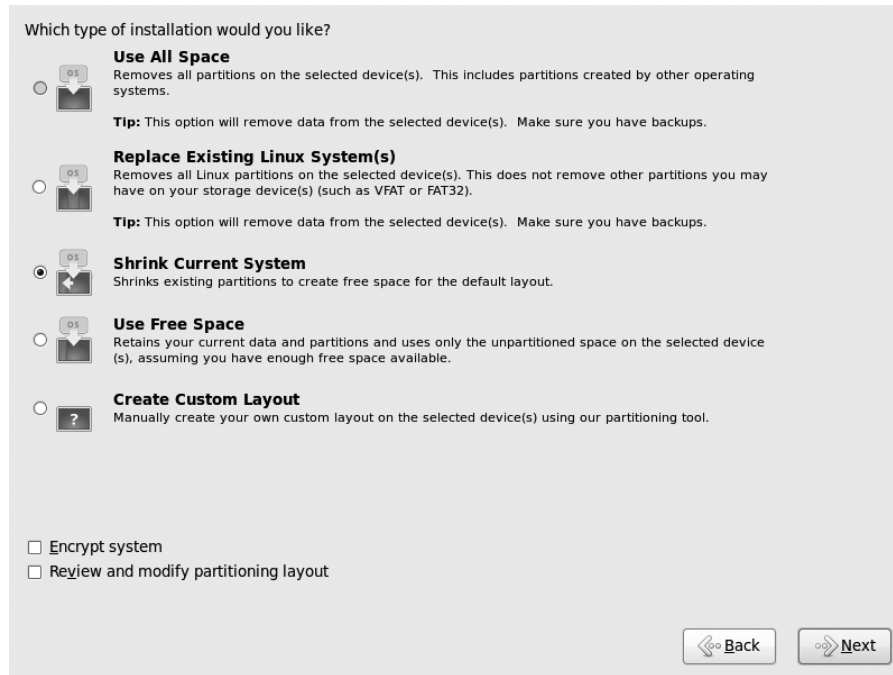 Which type of installation would you like?
Use All Space
Removes all partitions on the selected device(s).  This includes partitions created by other operating
systems.
Tip: This option will remove data from the selected device(s).  Make sure you have backups.
Replace Existing Linux System(s)
Removes all Linux partitions on the selected device(s). This does not remove other partitions you may
have on your storage device(s) (such as VFAT or FAT32).
Tip: This option will remove data from the selected device(s).  Make sure you have backups.
Shrink Current System
Shrinks existing partitions to create free space for the default layout.
Use Free Space
Retains your current data and partitions and uses only the unpartitioned space on the selected device
(s), assuming you have enough free space available.
Create Custom Layout
Manually create your own custom layout on the selected device(s) using our partitioning tool.
OS
OS
OS
OS
?
Encrypt system
Review and modify partitioning layout
Back
Next